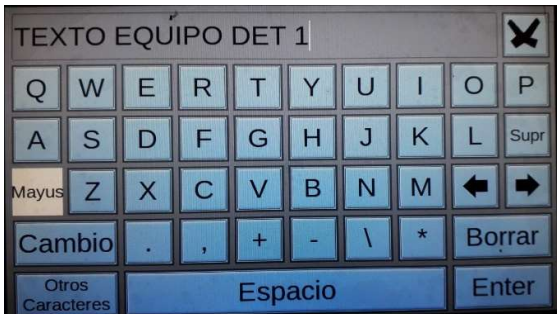 TEXTO EQUIPO DET 1
Q W E R T Y U I O P
A S D F G H J K L Supr
Mayus Z X C V B N M
Cambio . , + - \ * Borrar
Otros Caracteres Espacio Enter